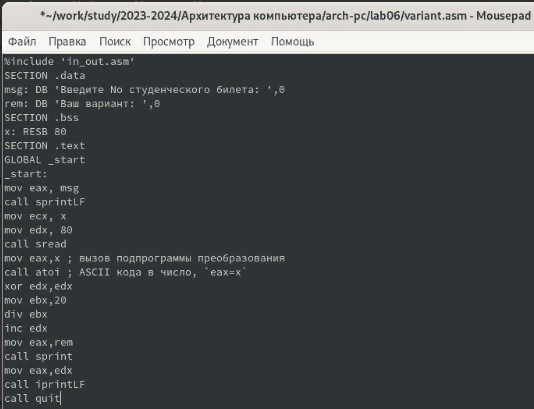 *~/work/study/2023-2024/Архитектура компьютера/arch-pc/lab06/variant.asm - Mousepad
Файл Правка Поиск Просмотр Документ Помощь
%include 'in_out.asm'
SECTION .data
msg: DB 'Введите No студенческого билета: ',0
rem: DB 'Ваш вариант: ',0
SECTION .bss
x: RESB 80
SECTION .text
GLOBAL _start
_start:
mov eax, msg
call sprintLF
mov ecx, x
mov edx, 80
call sread
mov eax,x ; вызов подпрограммы преобразования
call atoi ; ASCII кода в число, `eax=x`
xor edx,edx
mov ebx,20
div ebx
inc edx
mov eax,rem
call sprint
mov eax,edx
call iprintLF
call quit